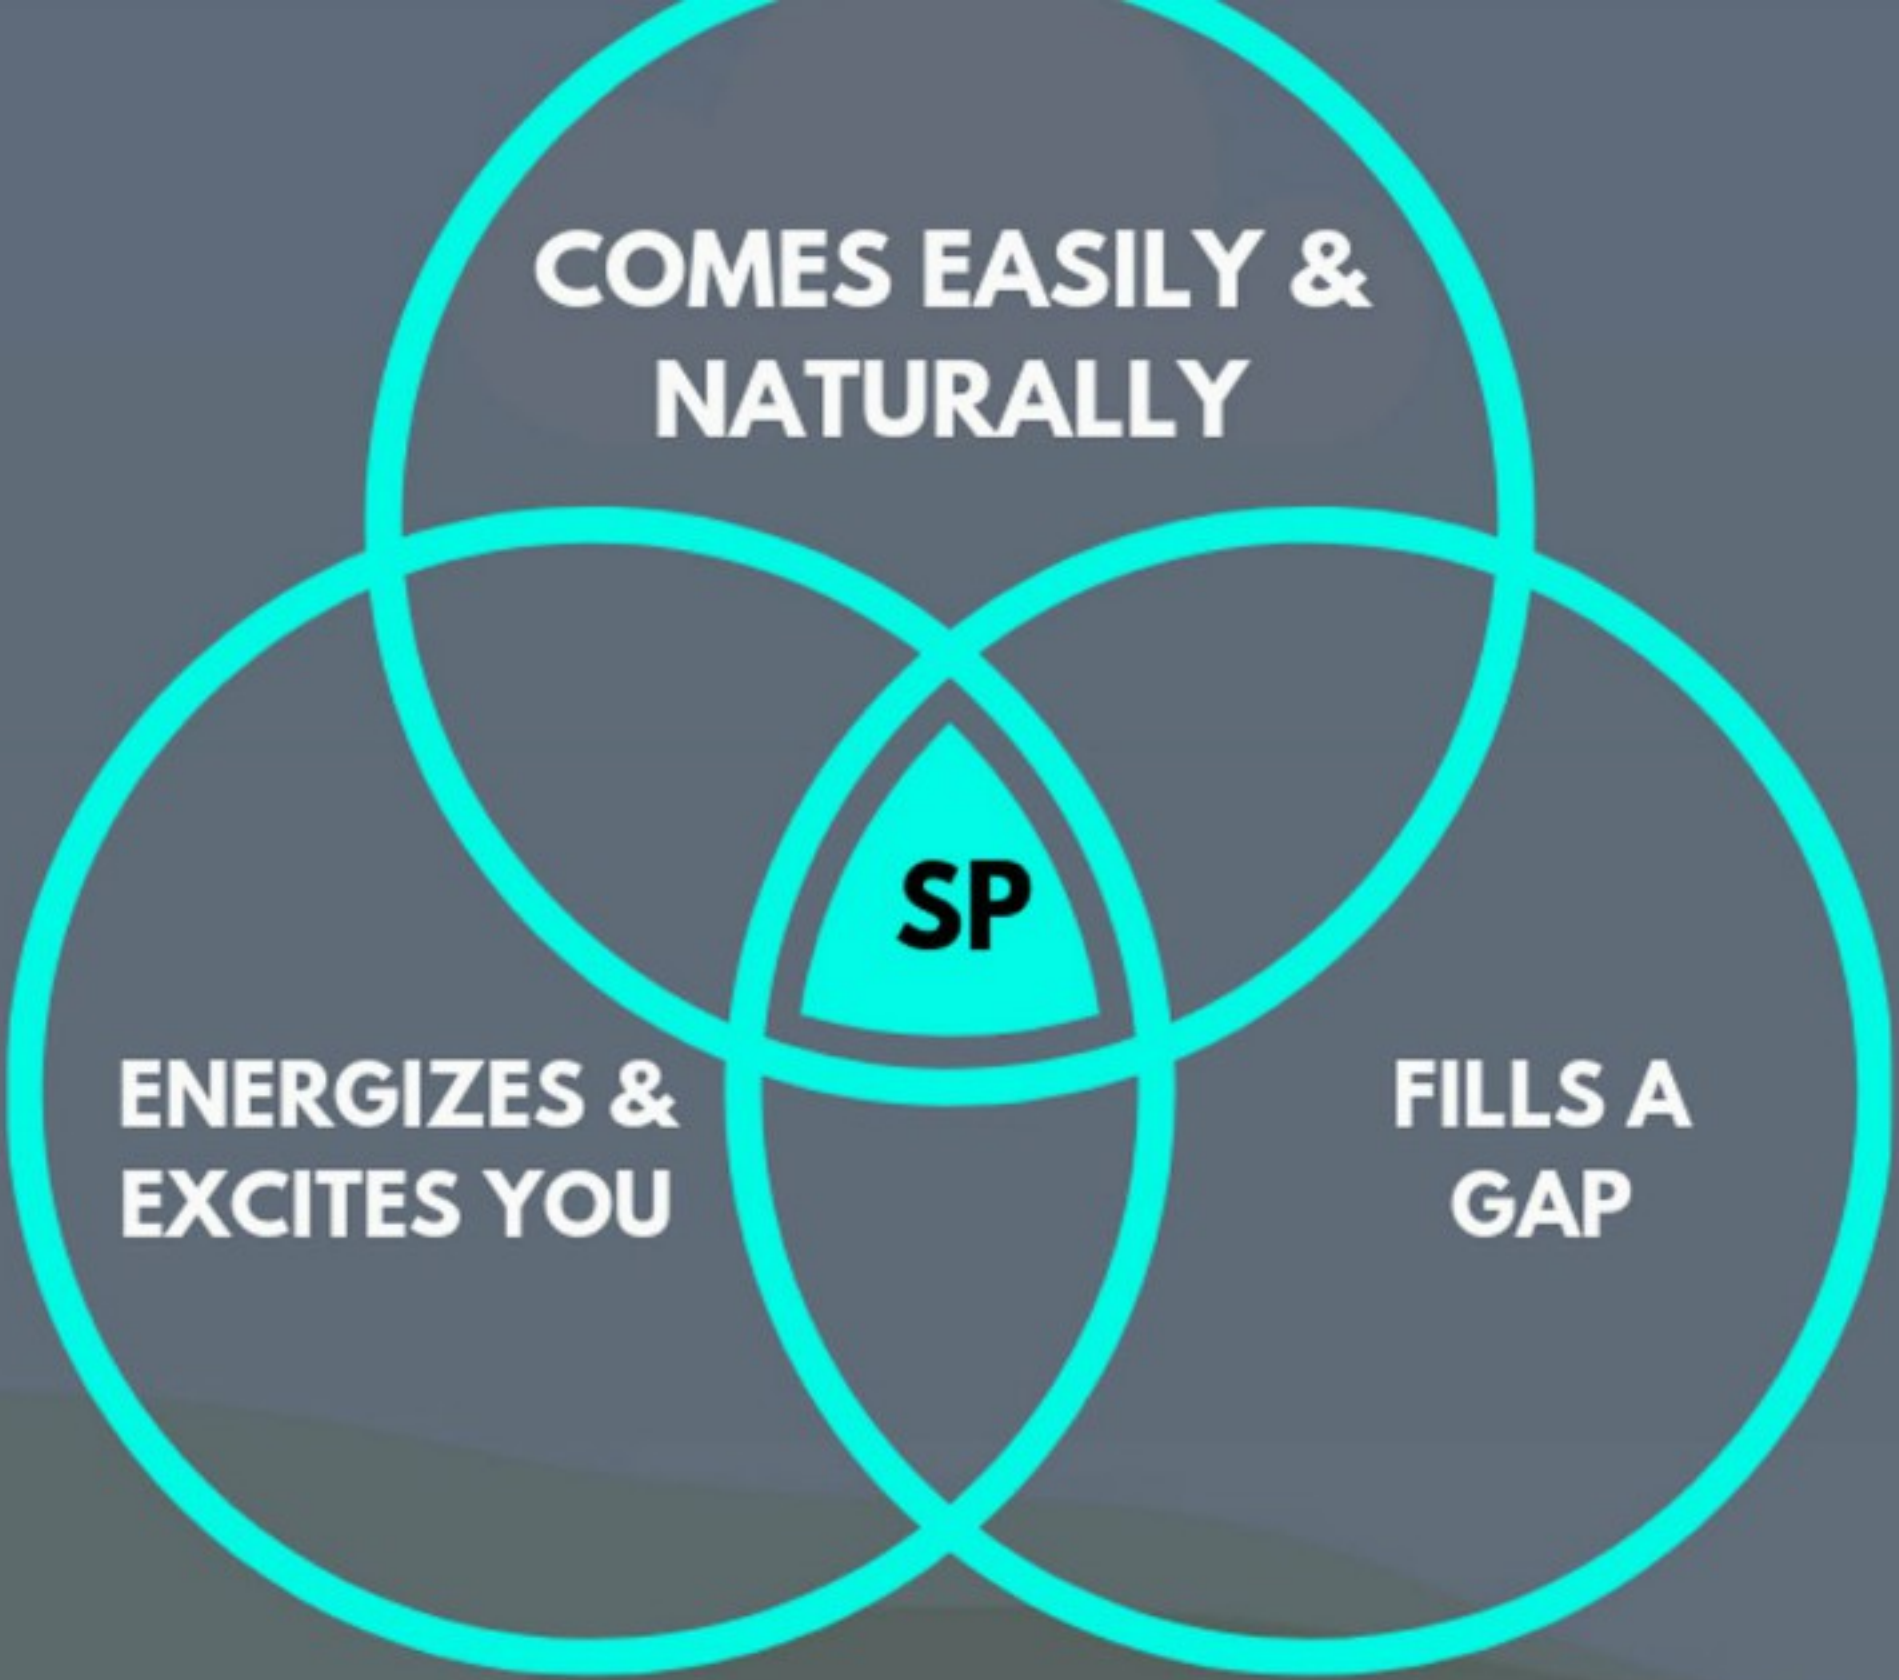 COMES EASILY &
NATURALLY
SP
ENERGIZES &
EXCITES YOU
FILLS A
GAP